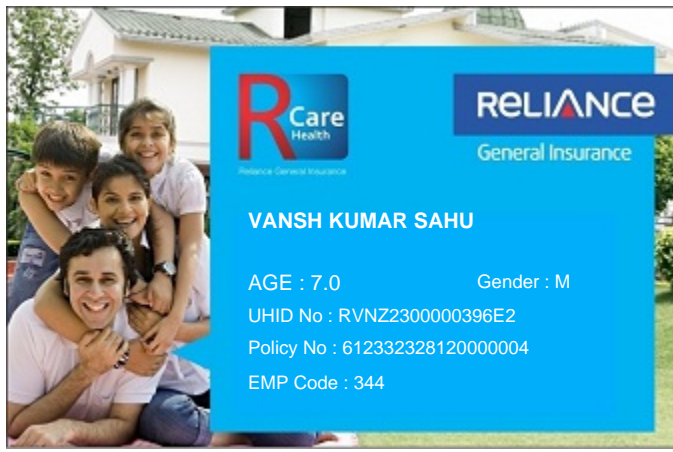 R Care
Health
Reliance General Insurance
RELIANCE
General Insurance
VANSH KUMAR SAHU
AGE : 7.0 Gender : M
UHID No : RVNZ2300000396E2
Policy No : 612332328120000004
EMP Code : 344